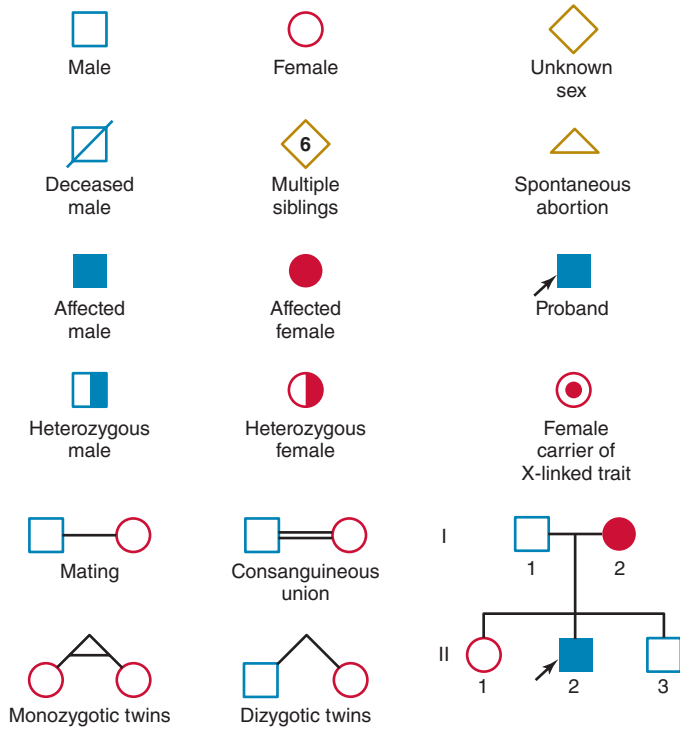 Male
Female
Unknown
sex
6
Deceased
male
Multiple
siblings
Spontaneous
abortion
Affected
male
Affected
female
Proband
Heterozygous
male
Heterozygous
female
Female
carrier of
X-linked trait
Mating
Consanguineous
union
I
1
2
Monozygotic twins
Dizygotic twins
II
1
2
3